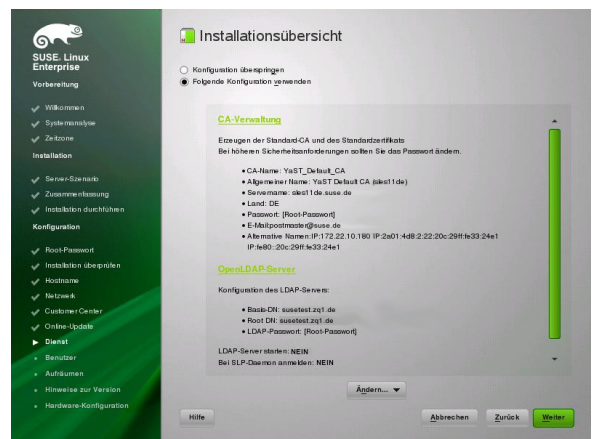 SUSE. Linux
Enterprise
Vorbereitung
Willkommen
Systemanalyse
Zeitzone
Installation
Server-Szenario
Zusammenfassung
Installation durchführen
Konfiguration
Root-Passwort
Installation überprüfen
Hostname
Netzwerk
Customer Center
Online-Update
Dienst
Benutzer
Aufräumen
Hinweise zur Version
Hardware-Konfiguration
Installationsübersicht
Konfiguration überspringen
Folgende Konfiguration verwenden
CA-Verwaltung
Erzeugen der Standard-CA und des Standardzertifikats
Bei höheren Sicherheitsanforderungen sollten Sie das Passwort ändern.
• CA-Name: YaST_Default_CA
• Allgemeiner Name: YaST Default CA (sles11de)
• Servername: sles11de.suse.de
• Land: DE
• Passwort: [Root-Passwort]
• E-Mail:postmaster@suse.de
• Alternative Namen:IP:172.22.10.180 IP:2a01:4d8:2:22:20c:29ff:fe33:24e1
IP:fe80::20c:29ff:fe33:24e1
OpenLDAP-Server
Konfiguration des LDAP-Servers:
• Basis-DN: susetest.zq1.de
• Root DN: susetest.zq1.de
• LDAP-Passwort: [Root-Passwort]
LDAP-Server starten: NEIN
Bei SLP-Daemon anmelden: NEIN
Ändern...
Hilfe
Abbrechen
Zurück
Weiter